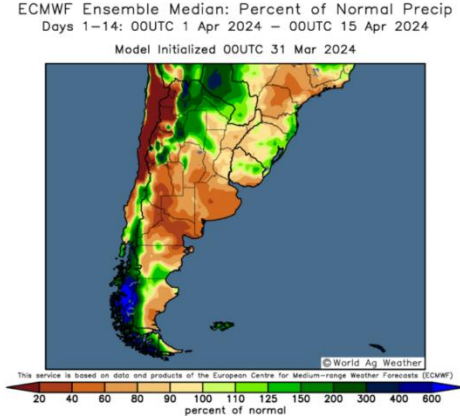 ECMWF Ensemble Median: Percent of Normal Precip
Days 1-14: 00UTC 1 Apr 2024 - 00UTC 15 Apr 2024
Model Initialized 00UTC 31 Mar 2024
© World Ag Weather
This service is based on data and products of the European Centre for Medium-range Weather Forecasts (ECMWF)
20 40 60 90 100 110 125 150 200 300 400 600
percent of normal